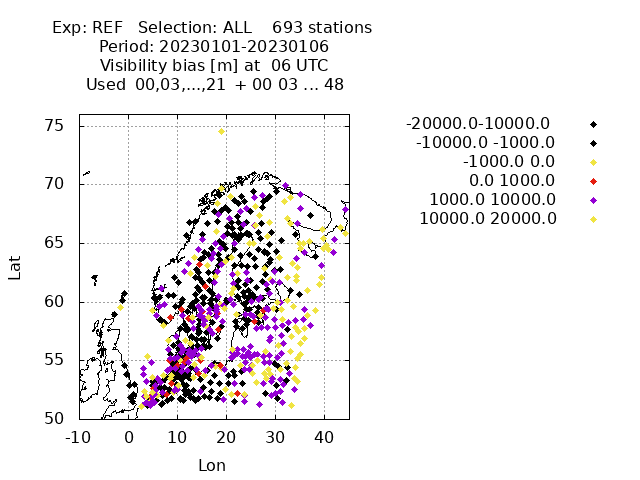 Exp: REF   Selection: ALL    693 stations
Period: 20230101-20230106
Visibility bias [m] at  06 UTC
Used  00,03,...,21  + 00 03 ... 48
-20000.0-10000.0
-10000.0 -1000.0
-1000.0 0.0
0.0 1000.0
1000.0 10000.0
10000.0 20000.0
75
70
65
60
55
50
Lat
-10 0 10 20 30 40
Lon